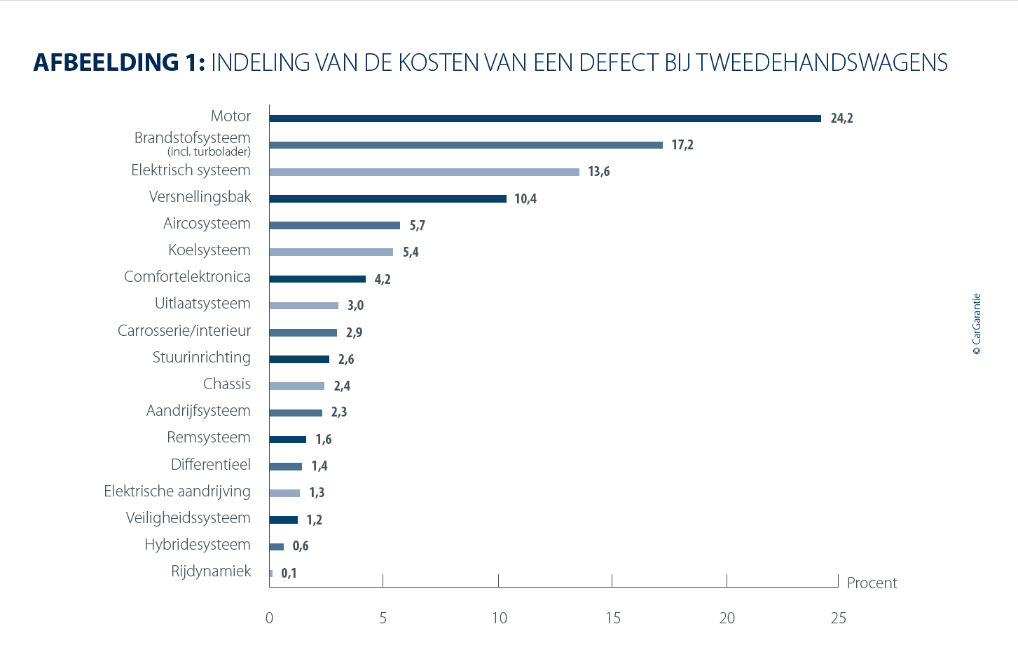 AFBEELDING 1: INDELING VAN DE KOSTEN VAN EEN DEFECT BIJ TWEEDEHANDSWAGENS
Motor 24,2
Brandstofsysteem
(incl. turbolader) 17,2
Elektrisch systeem 13,6
Versnellingsbak 10,4
Aircosysteem 5,7
Koelsysteem 5,4
Comfortelektronica 4,2
Uitlaatsysteem 3,0
Carrosserie/interieur 2,9
Stuurinrichting 2,6
Chassis 2,4
Aandrijfsysteem 2,3
Remsysteem 1,6
Differentieel 1,4
Elektrische aandrijving 1,3
Veiligheidssysteem 1,2
Hybridesysteem 0,6
Rijdynamiek 0,1
Procent
0 5 10 15 20 25
© CarGarantie